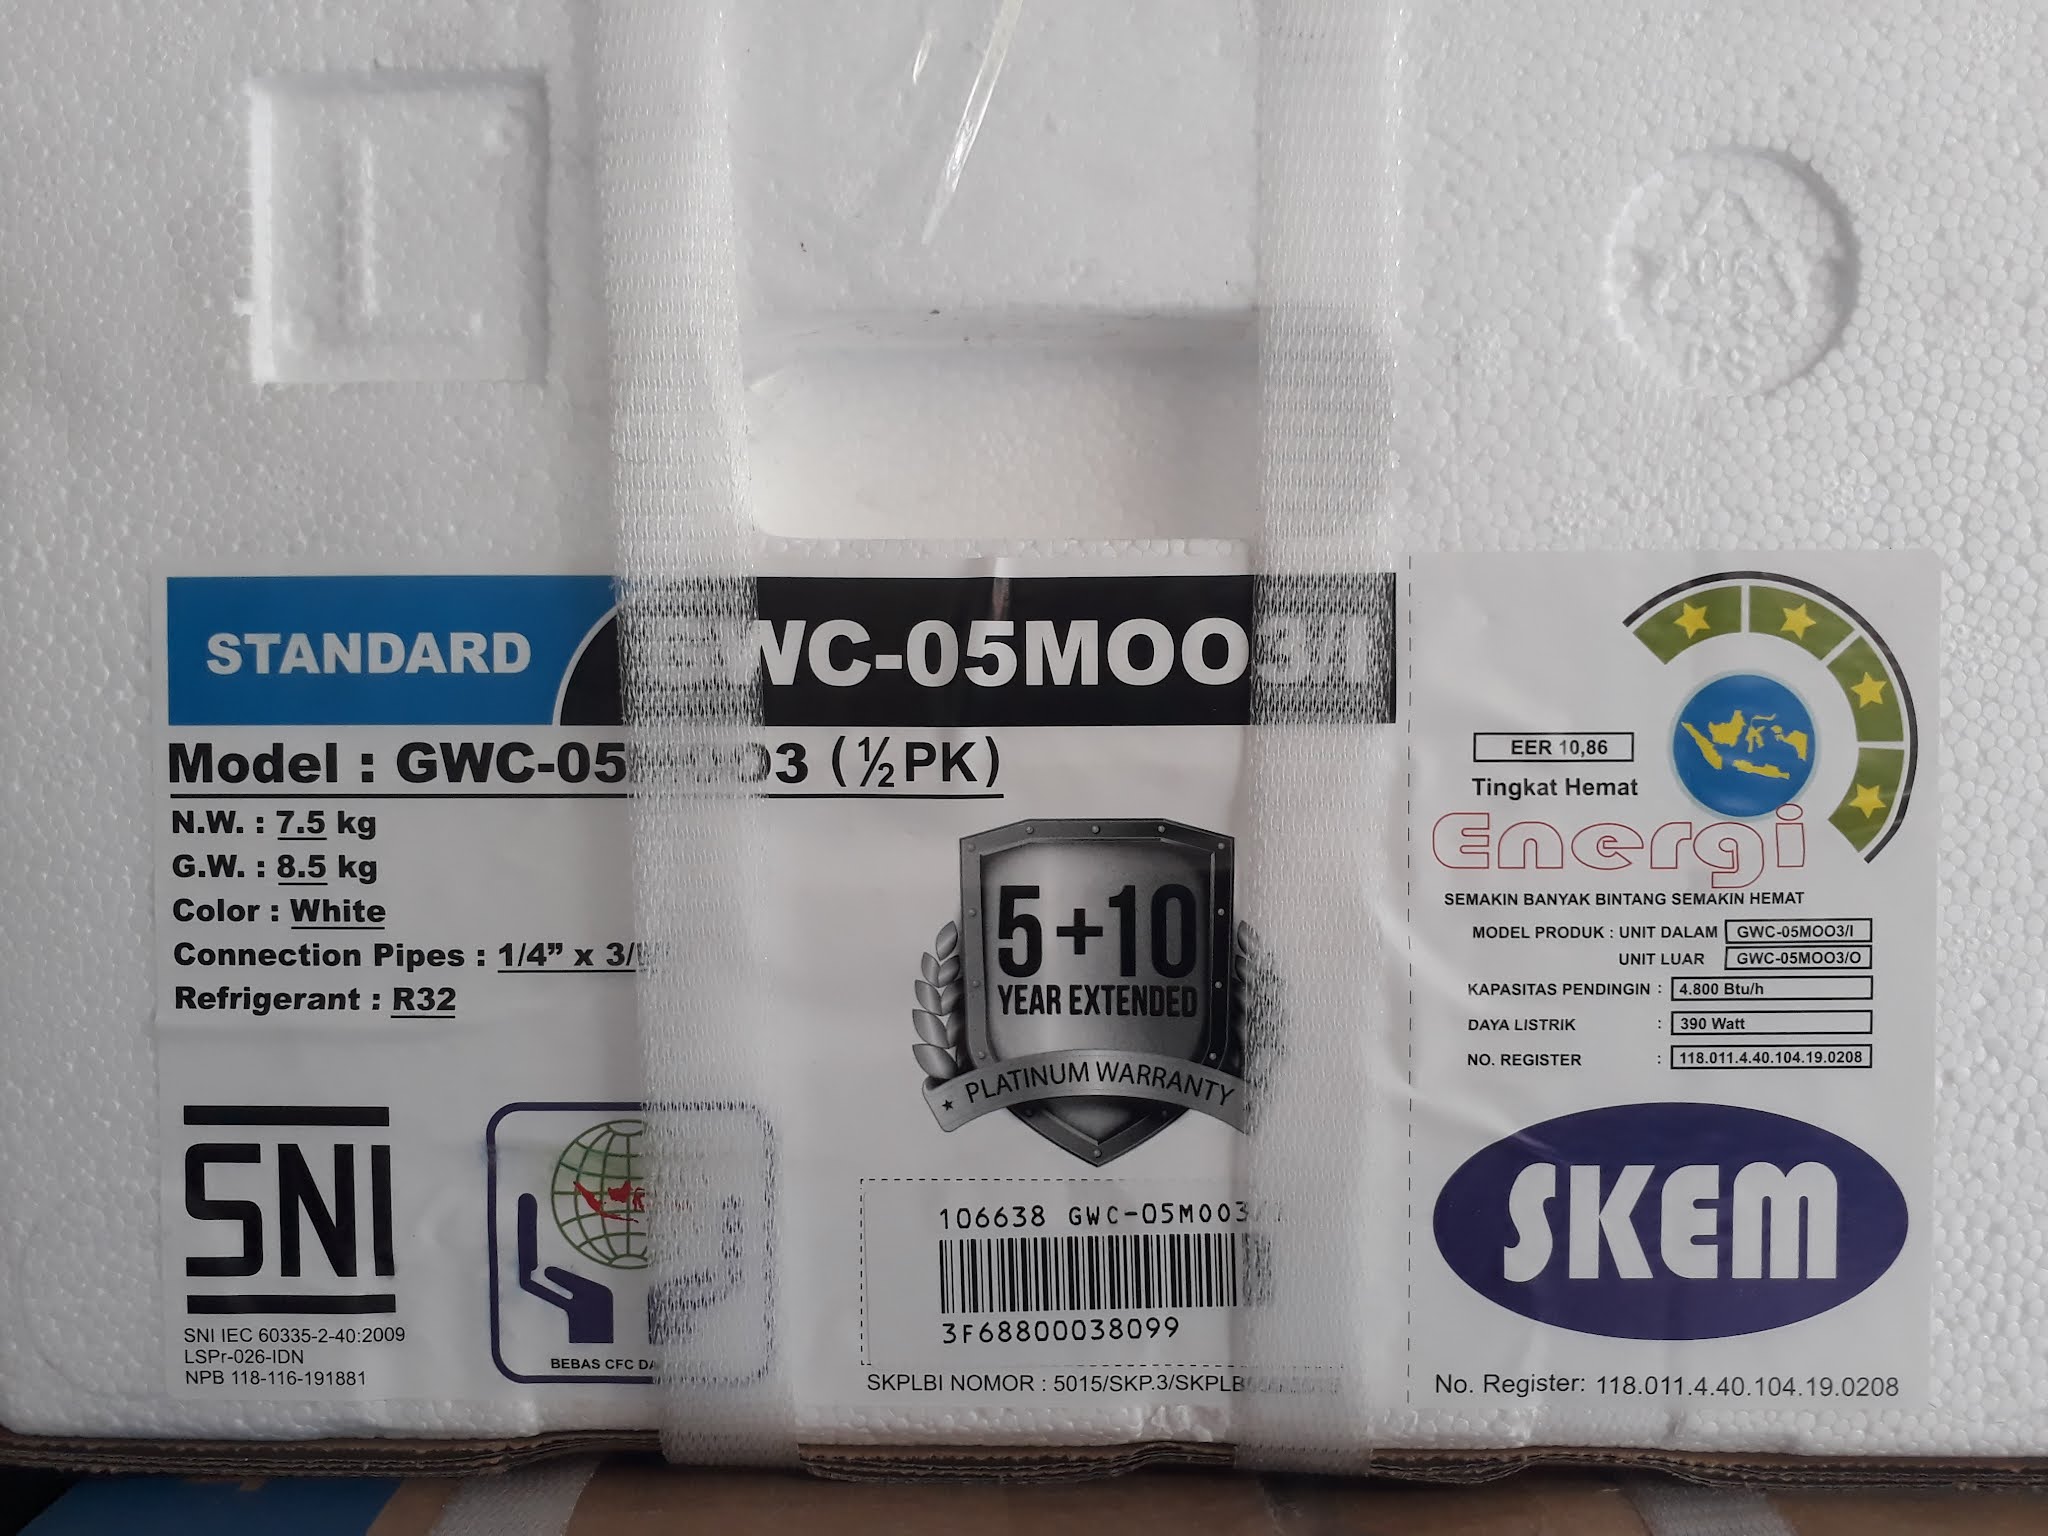 STANDARD
GWC-05MOO3/I
Model : GWC-05MOO3 (½PK)
N.W. : 7.5 kg
G.W. : 8.5 kg
Color : White
Connection Pipes : 1/4” x 3/
Refrigerant : R32
5+10
YEAR EXTENDED
PLATINUM WARRANTY
SNI
SNI IEC 60335-2-40:2009
LSPr-026-IDN
NPB 118-116-191881
BEBAS CFC
106638 GWC-05MOO3
3F68800038099
SKPLBI NOMOR : 5015/SKP.3/SKPLB
EER 10,86
Tingkat Hemat
Energi
SEMAKIN BANYAK BINTANG SEMAKIN HEMAT
MODEL PRODUK : UNIT DALAM GWC-05MOO3/I
UNIT LUAR GWC-05MOO3/O
KAPASITAS PENDINGIN : 4.800 Btu/h
DAYA LISTRIK : 390 Watt
NO. REGISTER : 118.011.4.40.104.19.0208
SKEM
No. Register: 118.011.4.40.104.19.0208